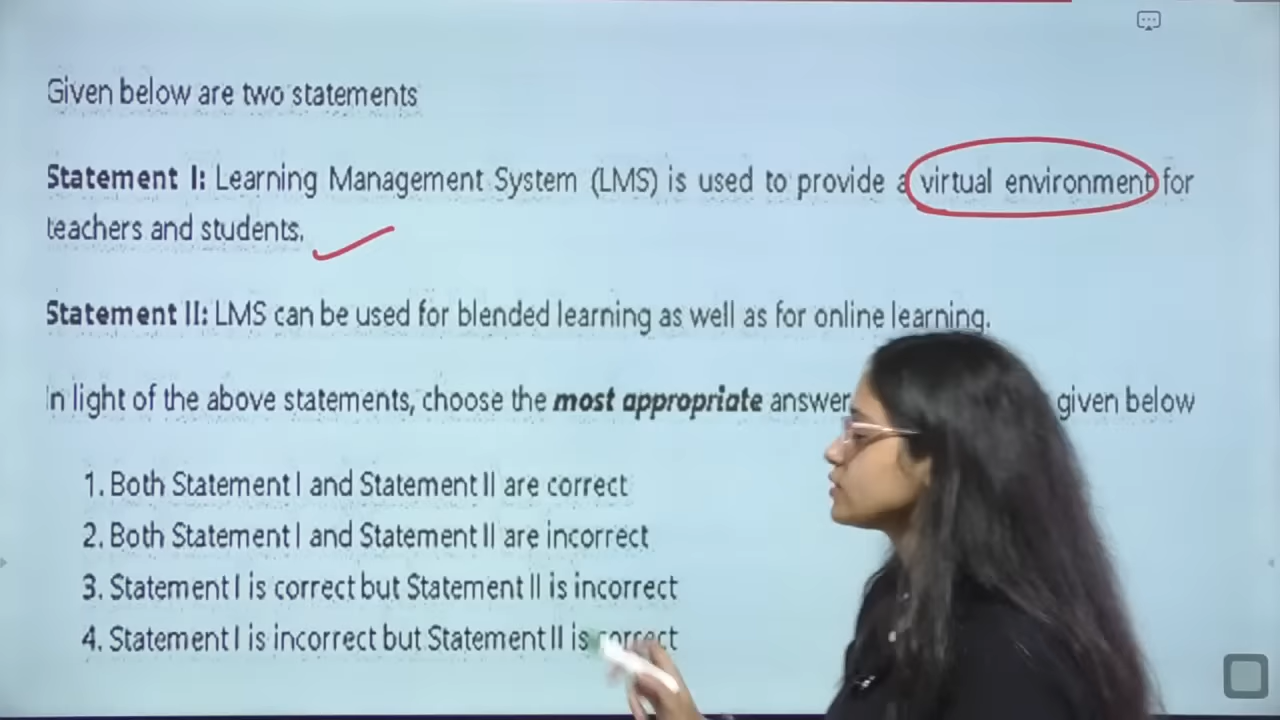 Given below are two statements
Statement I: Learning Management System (LMS) is used to provide a virtual environment for
teachers and students.
Statement II: LMS can be used for blended learning as well as for online learning.
In light of the above statements, choose the most appropriate answer given below
1. Both Statement I and Statement II are correct
2. Both Statement I and Statement II are incorrect
3. Statement I is correct but Statement II is incorrect
4. Statement I is incorrect but Statement II is correct